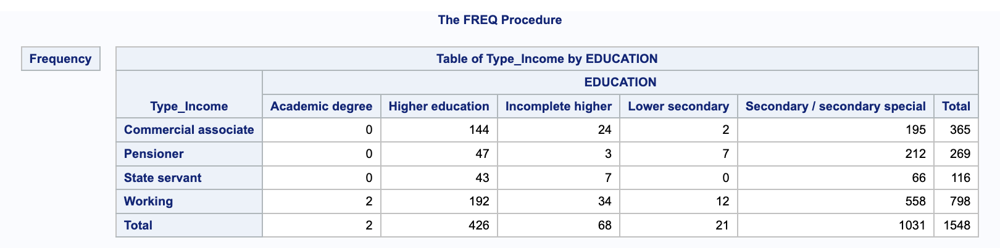 The FREQ Procedure
Frequency
Table of Type_Income by EDUCATION
EDUCATION
Type_Income Academic degree Higher education Incomplete higher Lower secondary Secondary / secondary special Total
Commercial associate 0 144 24 2 195 365
Pensioner 0 47 3 7 212 269
State servant 0 43 7 0 66 116
Working 2 192 34 12 558 798
Total 2 426 68 21 1031 1548